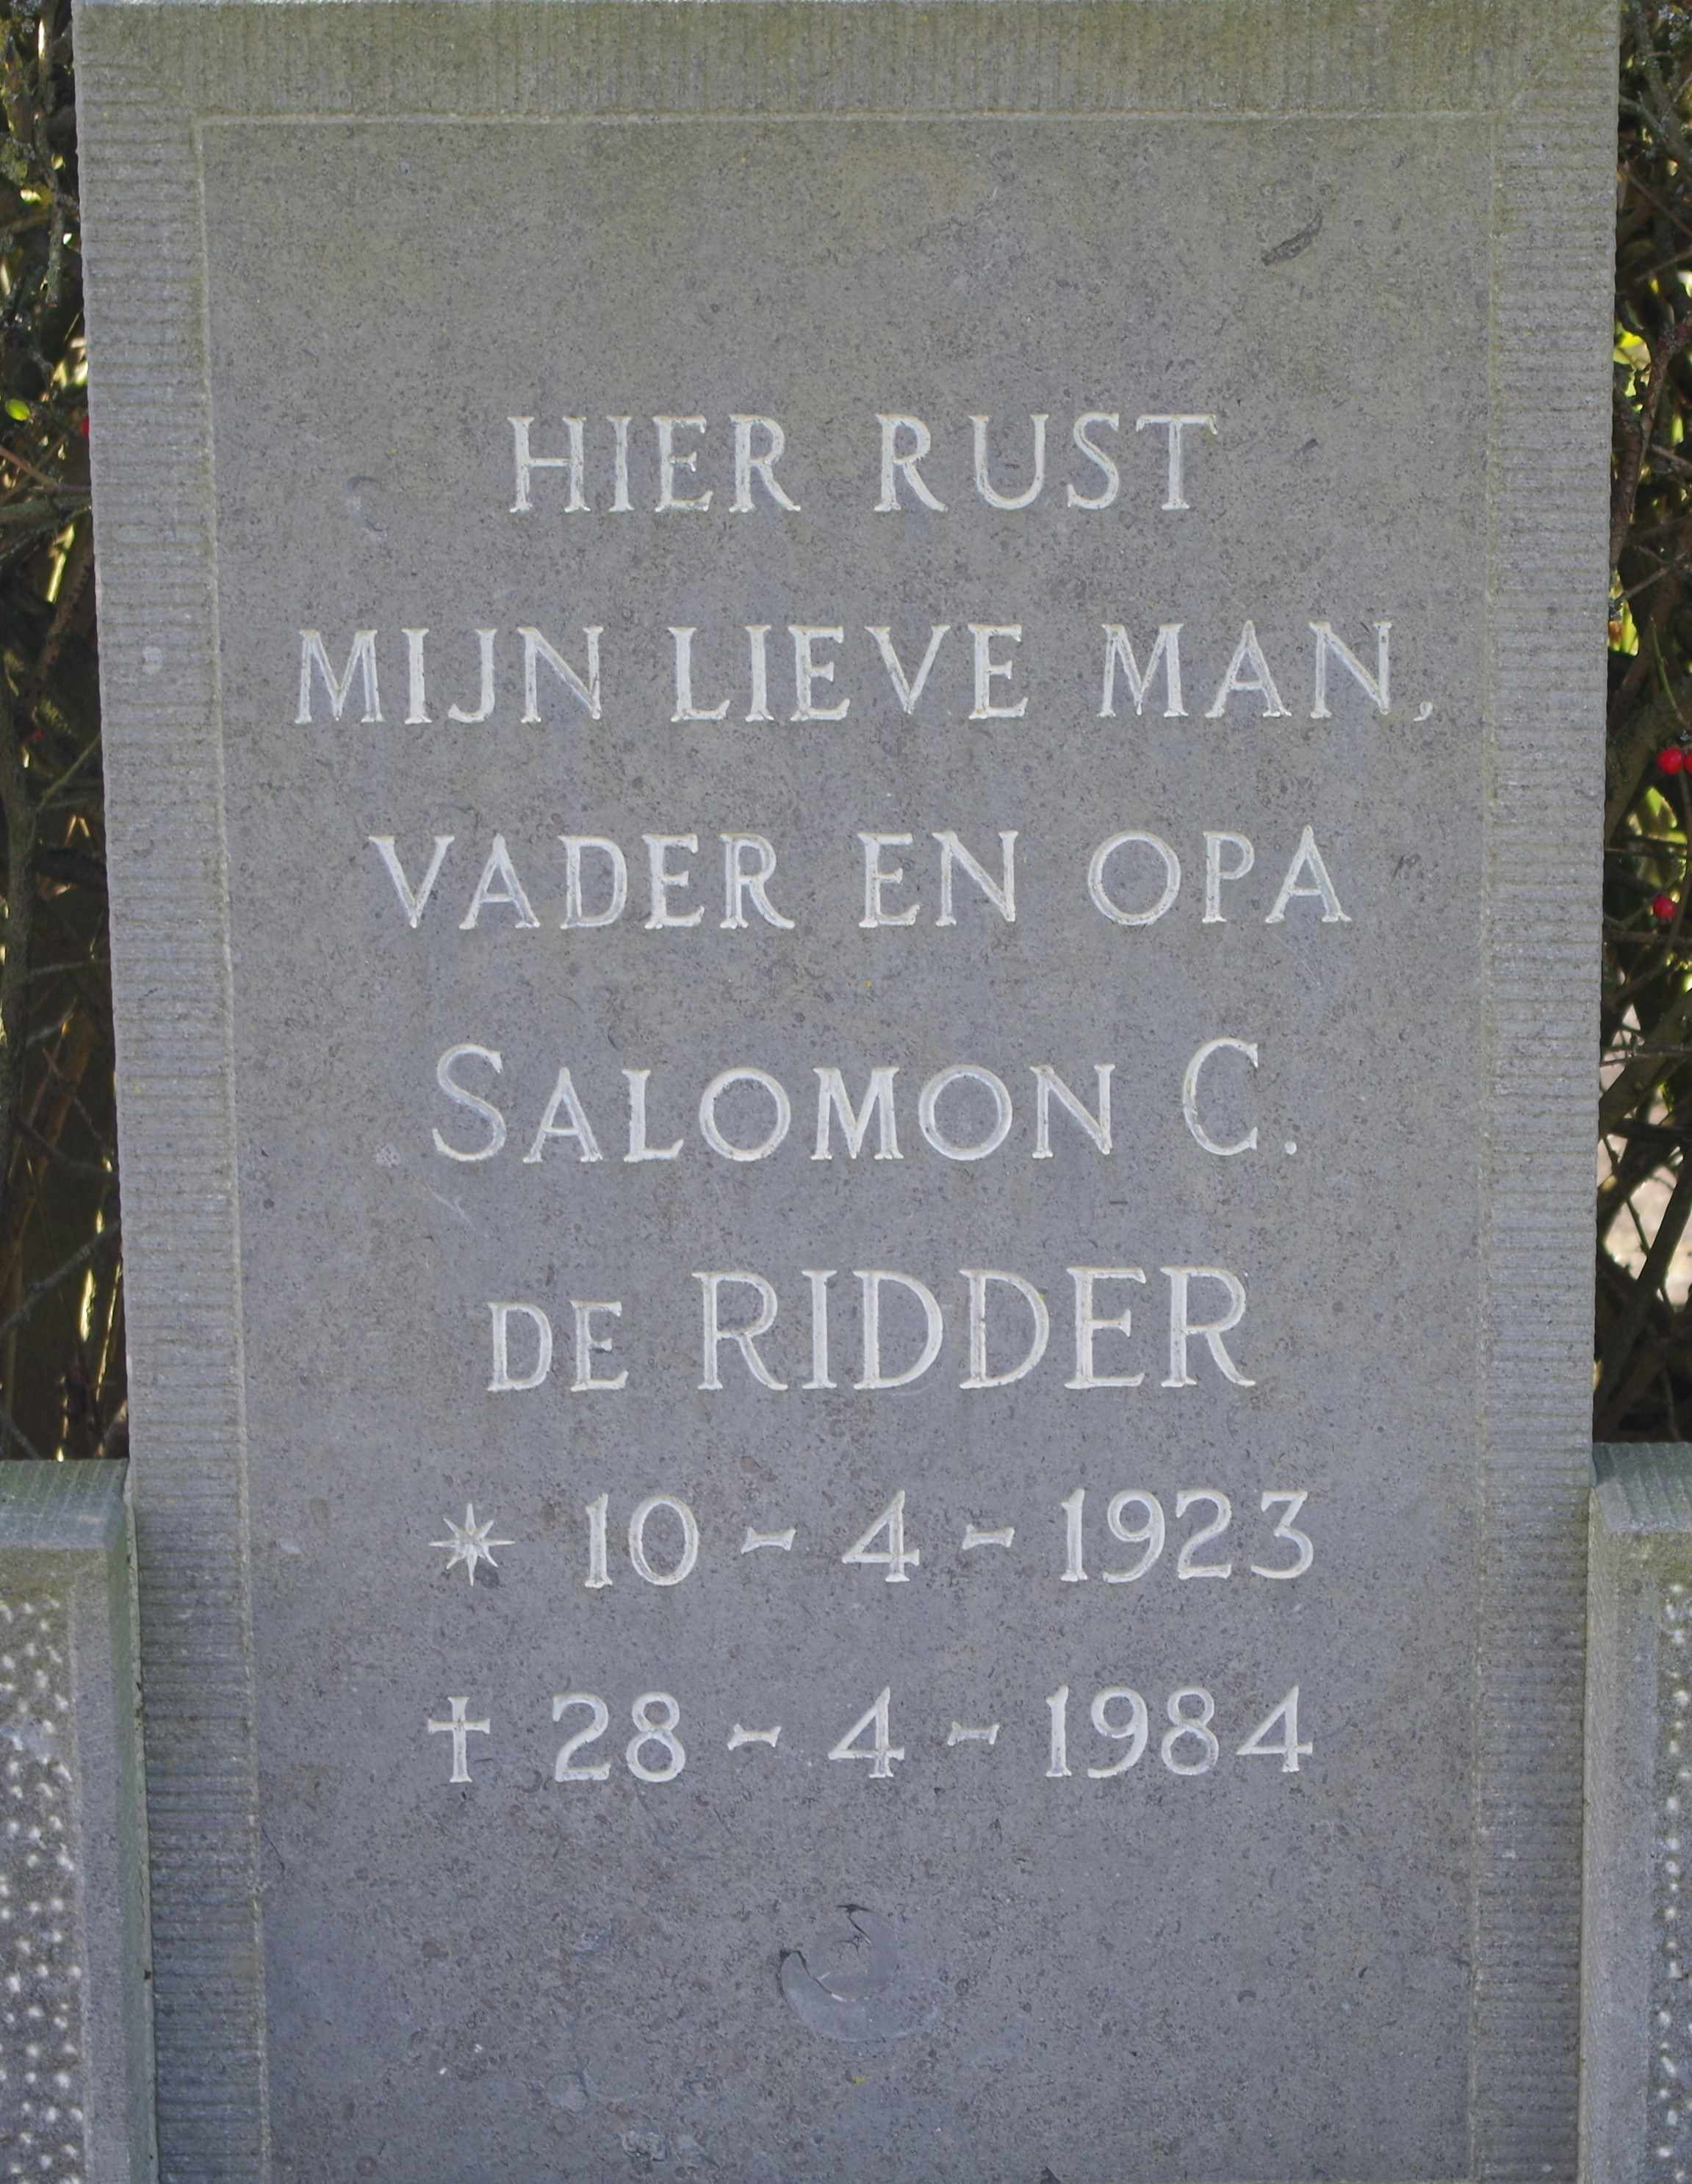 HIER RUST
MIJN LIEVE MAN,
VADER EN OPA
SALOMON C.
DE RIDDER
* 10 - 4 - 1923
† 28 - 4 - 1984